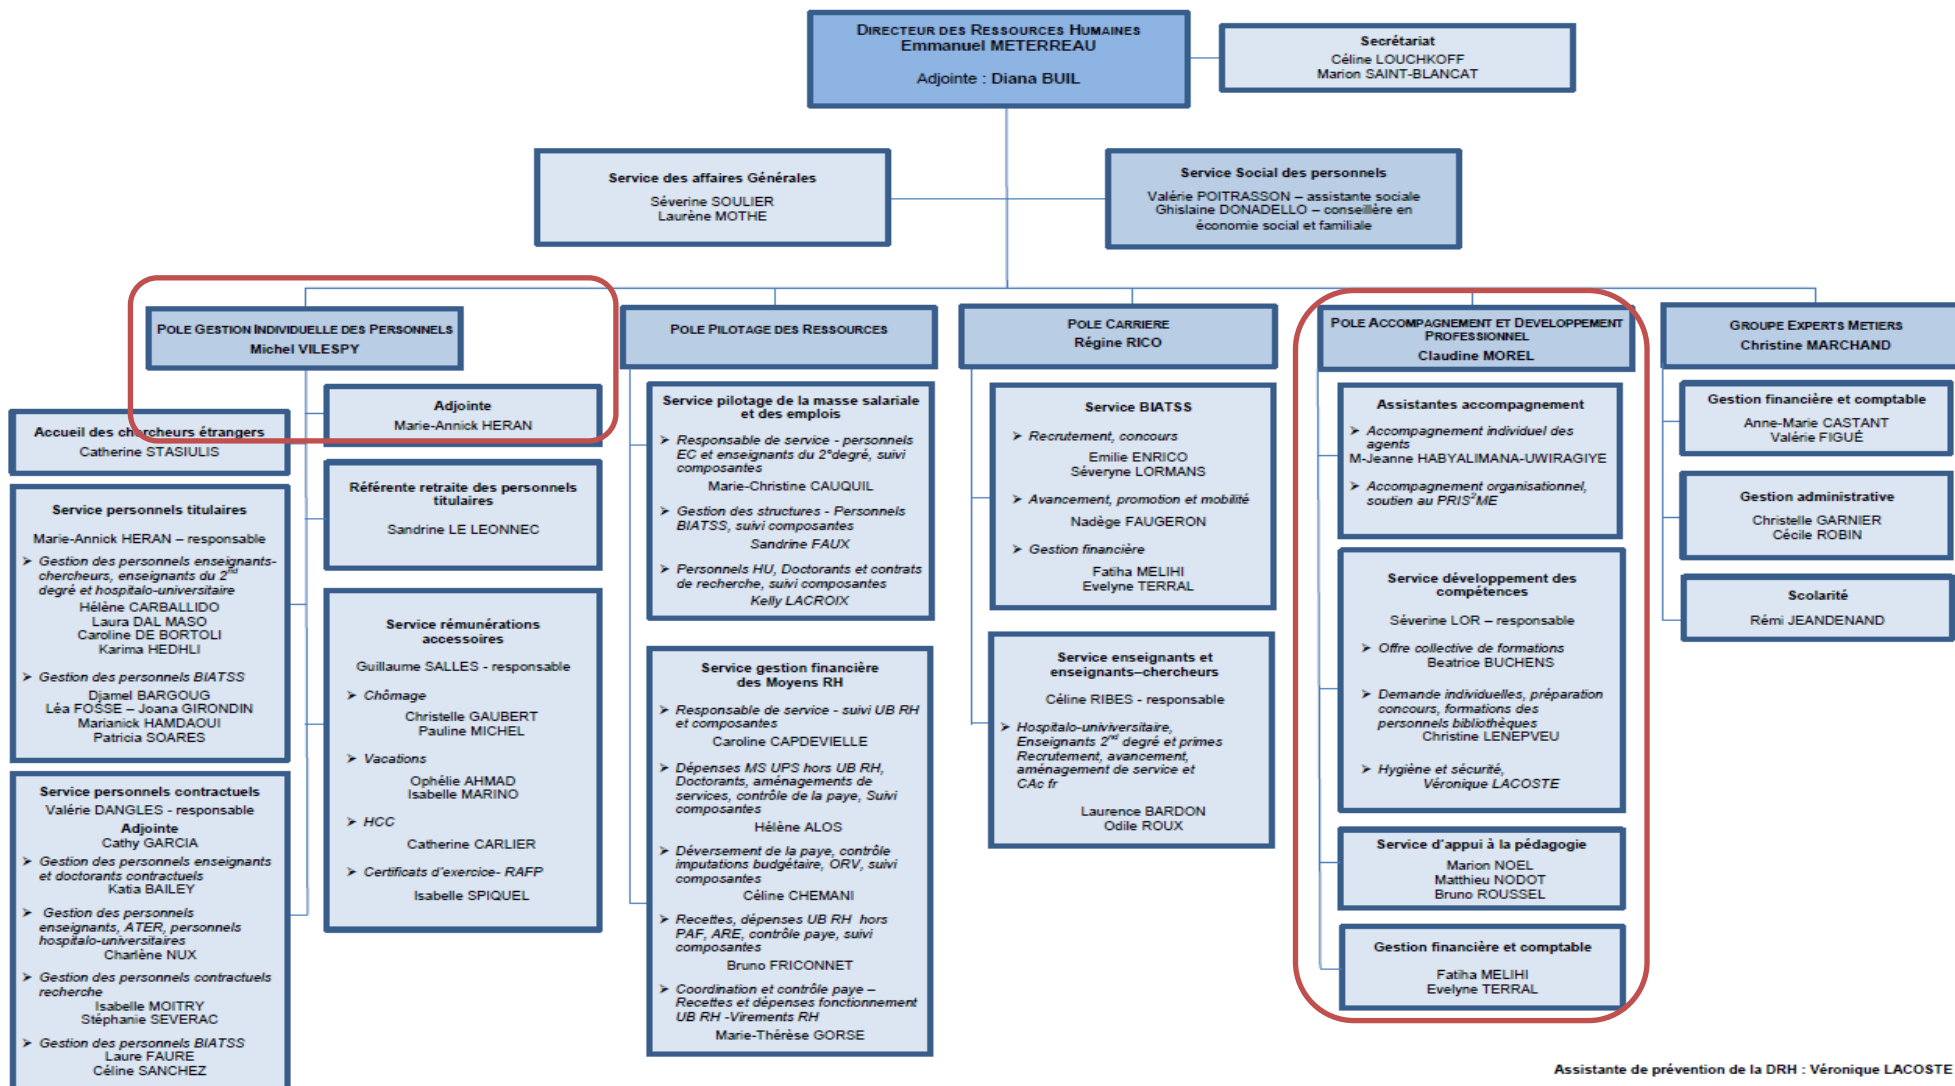 DIRECTEUR DES RESSOURCES HUMAINES
Emmanuel METERREAU
Adjointe : Diana BUIL
Secrétariat
Céline LOUCHKOFF
Marion SAINT-BLANCAT
Service des affaires Générales
Séverine SOULIER
Laurène MOTHE
Service Social des personnels
Valérie POITRASSON – assistante sociale
Ghislaine DONADELLO – conseillère en
économie social et familiale
POLE GESTION INDIVIDUELLE DES PERSONNELS
Michel VILESPY
Adjointe
Marie-Annick HERAN
Accueil des chercheurs étrangers
Catherine STASIULIS
Référente retraite des personnels
titulaires
Sandrine LE LEONNEC
Service personnels titulaires
Marie-Annick HERAN – responsable
➢ Gestion des personnels enseignants-
chercheurs, enseignants du 2nd
degré et hospitalo-universitaire
Hélène CARBALLIDO
Laura DAL MASO
Caroline DE BORTOLI
Karima HEDHLI
➢ Gestion des personnels BIATSS
Djamel BARGOUG
Léa FOSSE – Joana GIRONDIN
Marianick HAMDAOUI
Patricia SOARES
Service personnels contractuels
Valérie DANGLES - responsable
Adjointe
Cathy GARCIA
➢ Gestion des personnels enseignants
et doctorants contractuels
Katia BAILEY
➢ Gestion des personnels
enseignants, ATER, personnels
hospitalo-universitaires
Charlène NUX
➢ Gestion des personnels contractuels
recherche
Isabelle MOITRY
Stéphanie SEVERAC
➢ Gestion des personnels BIATSS
Laure FAURE
Céline SANCHEZ
Service rémunérations
accessoires
Guillaume SALLES - responsable
➢ Chômage
Christelle GAUBERT
Pauline MICHEL
➢ Vacations
Ophélie AHMAD
Isabelle MARINO
➢ HCC
Catherine CARLIER
➢ Certificats d'exercice- RAFP
Isabelle SPIQUEL
POLE PILOTAGE DES RESSOURCES
Service pilotage de la masse salariale
et des emplois
➢ Responsable de service - personnels
EC et enseignants du 2°degré, suivi
composantes
Marie-Christine CAUQUIL
➢ Gestion des structures - Personnels
BIATSS, suivi composantes
Sandrine FAUX
➢ Personnels HU, Doctorants et contrats
de recherche, suivi composantes
Kelly LACROIX
Service gestion financière
des Moyens RH
➢ Responsable de service - suivi UB RH
et composantes
Caroline CAPDEVIELLE
➢ Dépenses MS UPS hors UB RH,
Doctorants, aménagements de
services, contrôle de la paye, Suivi
composantes
Hélène ALOS
➢ Déversement de la paye, contrôle
imputations budgétaire, ORV, suivi
composantes
Céline CHEMANI
➢ Recettes, dépenses UB RH hors
PAF, ARE, contrôle paye, suivi
composantes
Bruno FRICONNET
➢ Coordination et contrôle paye –
Recettes et dépenses fonctionnement
UB RH -Virements RH
Marie-Thérèse GORSE
POLE CARRIERE
Régine RICO
Service BIATSS
➢ Recrutement, concours
Emilie ENRICO
Séveryne LORMANS
➢ Avancement, promotion et mobilité
Nadège FAUGERON
➢ Gestion financière
Fatiha MELIHI
Evelyne TERRAL
Service enseignants et
enseignants–chercheurs
Céline RIBES - responsable
➢ Hospitalo-univiversitaire,
Enseignants 2nd degré et primes
Recrutement, avancement,
aménagement de service et
CAc fr
Laurence BARDON
Odile ROUX
POLE ACCOMPAGNEMENT ET DEVELOPPEMENT
PROFESSIONNEL
Claudine MOREL
Assistantes accompagnement
➢ Accompagnement individuel des
agents
M-Jeanne HABYALIMANA-UWIRAGIYE
➢ Accompagnement organisationnel,
soutien au PRIS²ME
Service développement des
compétences
Séverine LOR – responsable
➢ Offre collective de formations
Beatrice BUCHENS
➢ Demande individuelles, préparation
concours, formations des
personnels bibliothèques
Christine LENEPVEU
➢ Hygiène et sécurité,
Véronique LACOSTE
Service d'appui à la pédagogie
Marion NOEL
Matthieu NODOT
Bruno ROUSSEL
Gestion financière et comptable
Fatiha MELIHI
Evelyne TERRAL
GROUPE EXPERTS METIERS
Christine MARCHAND
Gestion financière et comptable
Anne-Marie CASTANT
Valérie FIGUÉ
Gestion administrative
Christelle GARNIER
Cécile ROBIN
Scolarité
Rémi JEANDENAND
Assistante de prévention de la DRH : Véronique LACOSTE